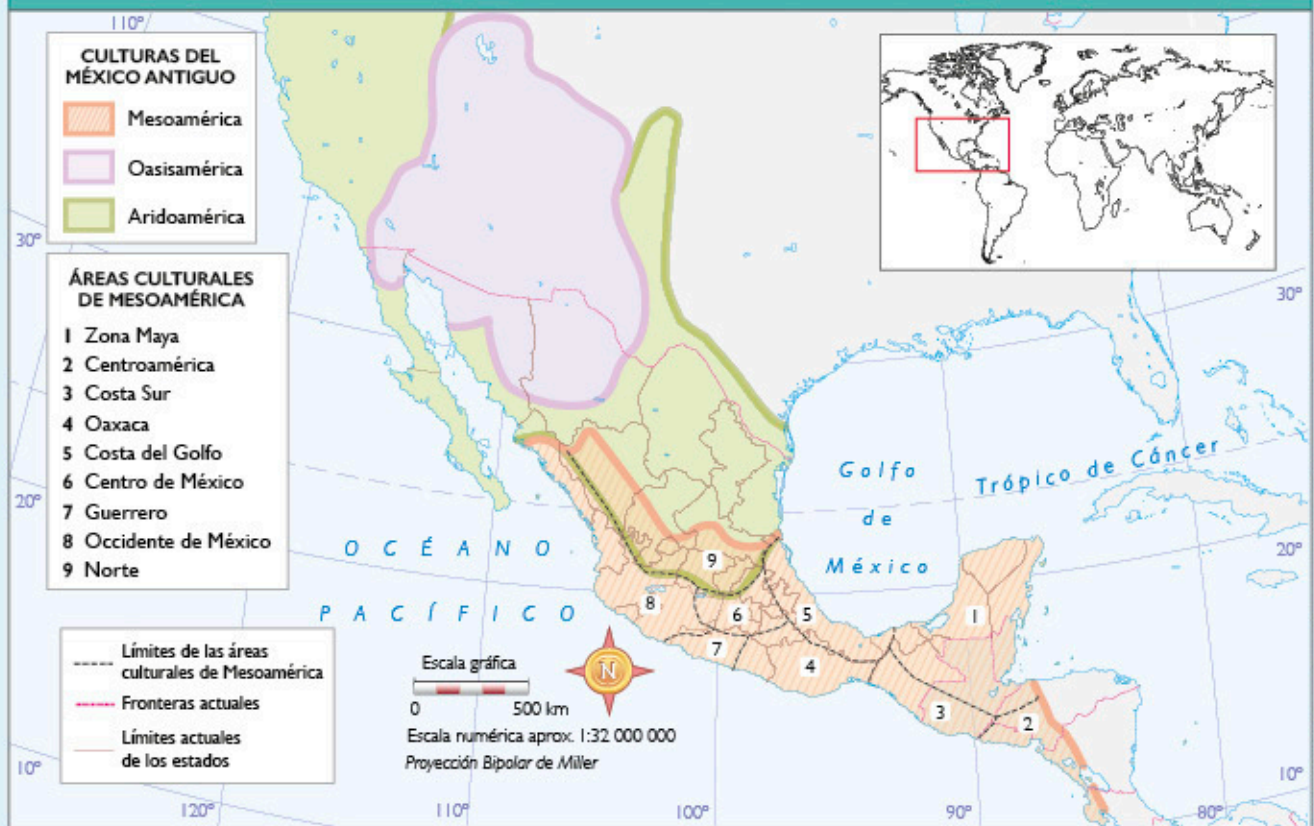 110°
CULTURAS DEL
MÉXICO ANTIGUO
Mesoamérica
Oasisamérica
Aridoamérica
30°
ÁREAS CULTURALES
DE MESOAMÉRICA
1 Zona Maya
2 Centroamérica
3 Costa Sur
4 Oaxaca
5 Costa del Golfo
6 Centro de México
7 Guerrero
8 Occidente de México
9 Norte
30°
20°
Golfo
de
México
Trópico de Cáncer
20°
OCÉANO
PACÍFICO
9
8
6
5
7
4
1
3
2
Límites de las áreas
culturales de Mesoamérica
Fronteras actuales
Límites actuales
de los estados
Escala gráfica
0 500 km
Escala numérica aprox. 1:32 000 000
Proyección Bipolar de Miller
N
10°
10°
120°
110°
100°
90°
80°